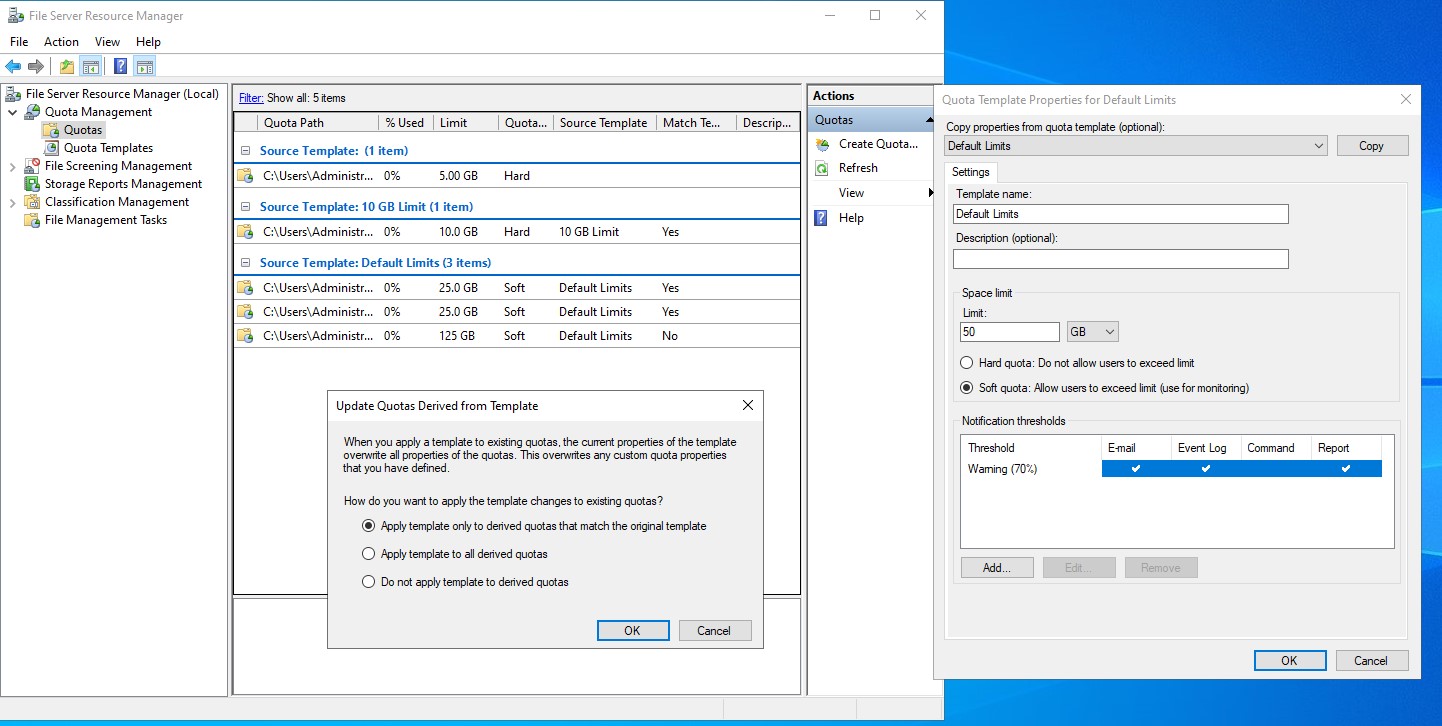 File Server Resource Manager
File Action View Help
File Server Resource Manager (Local)
Quota Management
Quotas
Quota Templates
File Screening Management
Storage Reports Management
Classification Management
File Management Tasks
Filter: Show all: 5 items
Quota Path % Used Limit Quota... Source Template Match Te... Descrip...
Source Template: (1 item)
C:\Users\Administr... 0% 5.00 GB Hard
Source Template: 10 GB Limit (1 item)
C:\Users\Administr... 0% 10.0 GB Hard 10 GB Limit Yes
Source Template: Default Limits (3 items)
C:\Users\Administr... 0% 25.0 GB Soft Default Limits Yes
C:\Users\Administr... 0% 25.0 GB Soft Default Limits Yes
C:\Users\Administr... 0% 125 GB Soft Default Limits No
Actions
Quotas
Create Quota...
Refresh
View
Help
Update Quotas Derived from Template
When you apply a template to existing quotas, the current properties of the template
overwrite all properties of the quotas. This overwrites any custom quota properties
that you have defined.
How do you want to apply the template changes to existing quotas?
Apply template only to derived quotas that match the original template
Apply template to all derived quotas
Do not apply template to derived quotas
OK Cancel
Quota Template Properties for Default Limits
Copy properties from quota template (optional):
Default Limits Copy
Settings
Template name:
Default Limits
Description (optional):
Space limit
Limit:
50 GB
Hard quota: Do not allow users to exceed limit
Soft quota: Allow users to exceed limit (use for monitoring)
Notification thresholds
Threshold E-mail Event Log Command Report
Warning (70%)
Add... Edit... Remove
OK Cancel